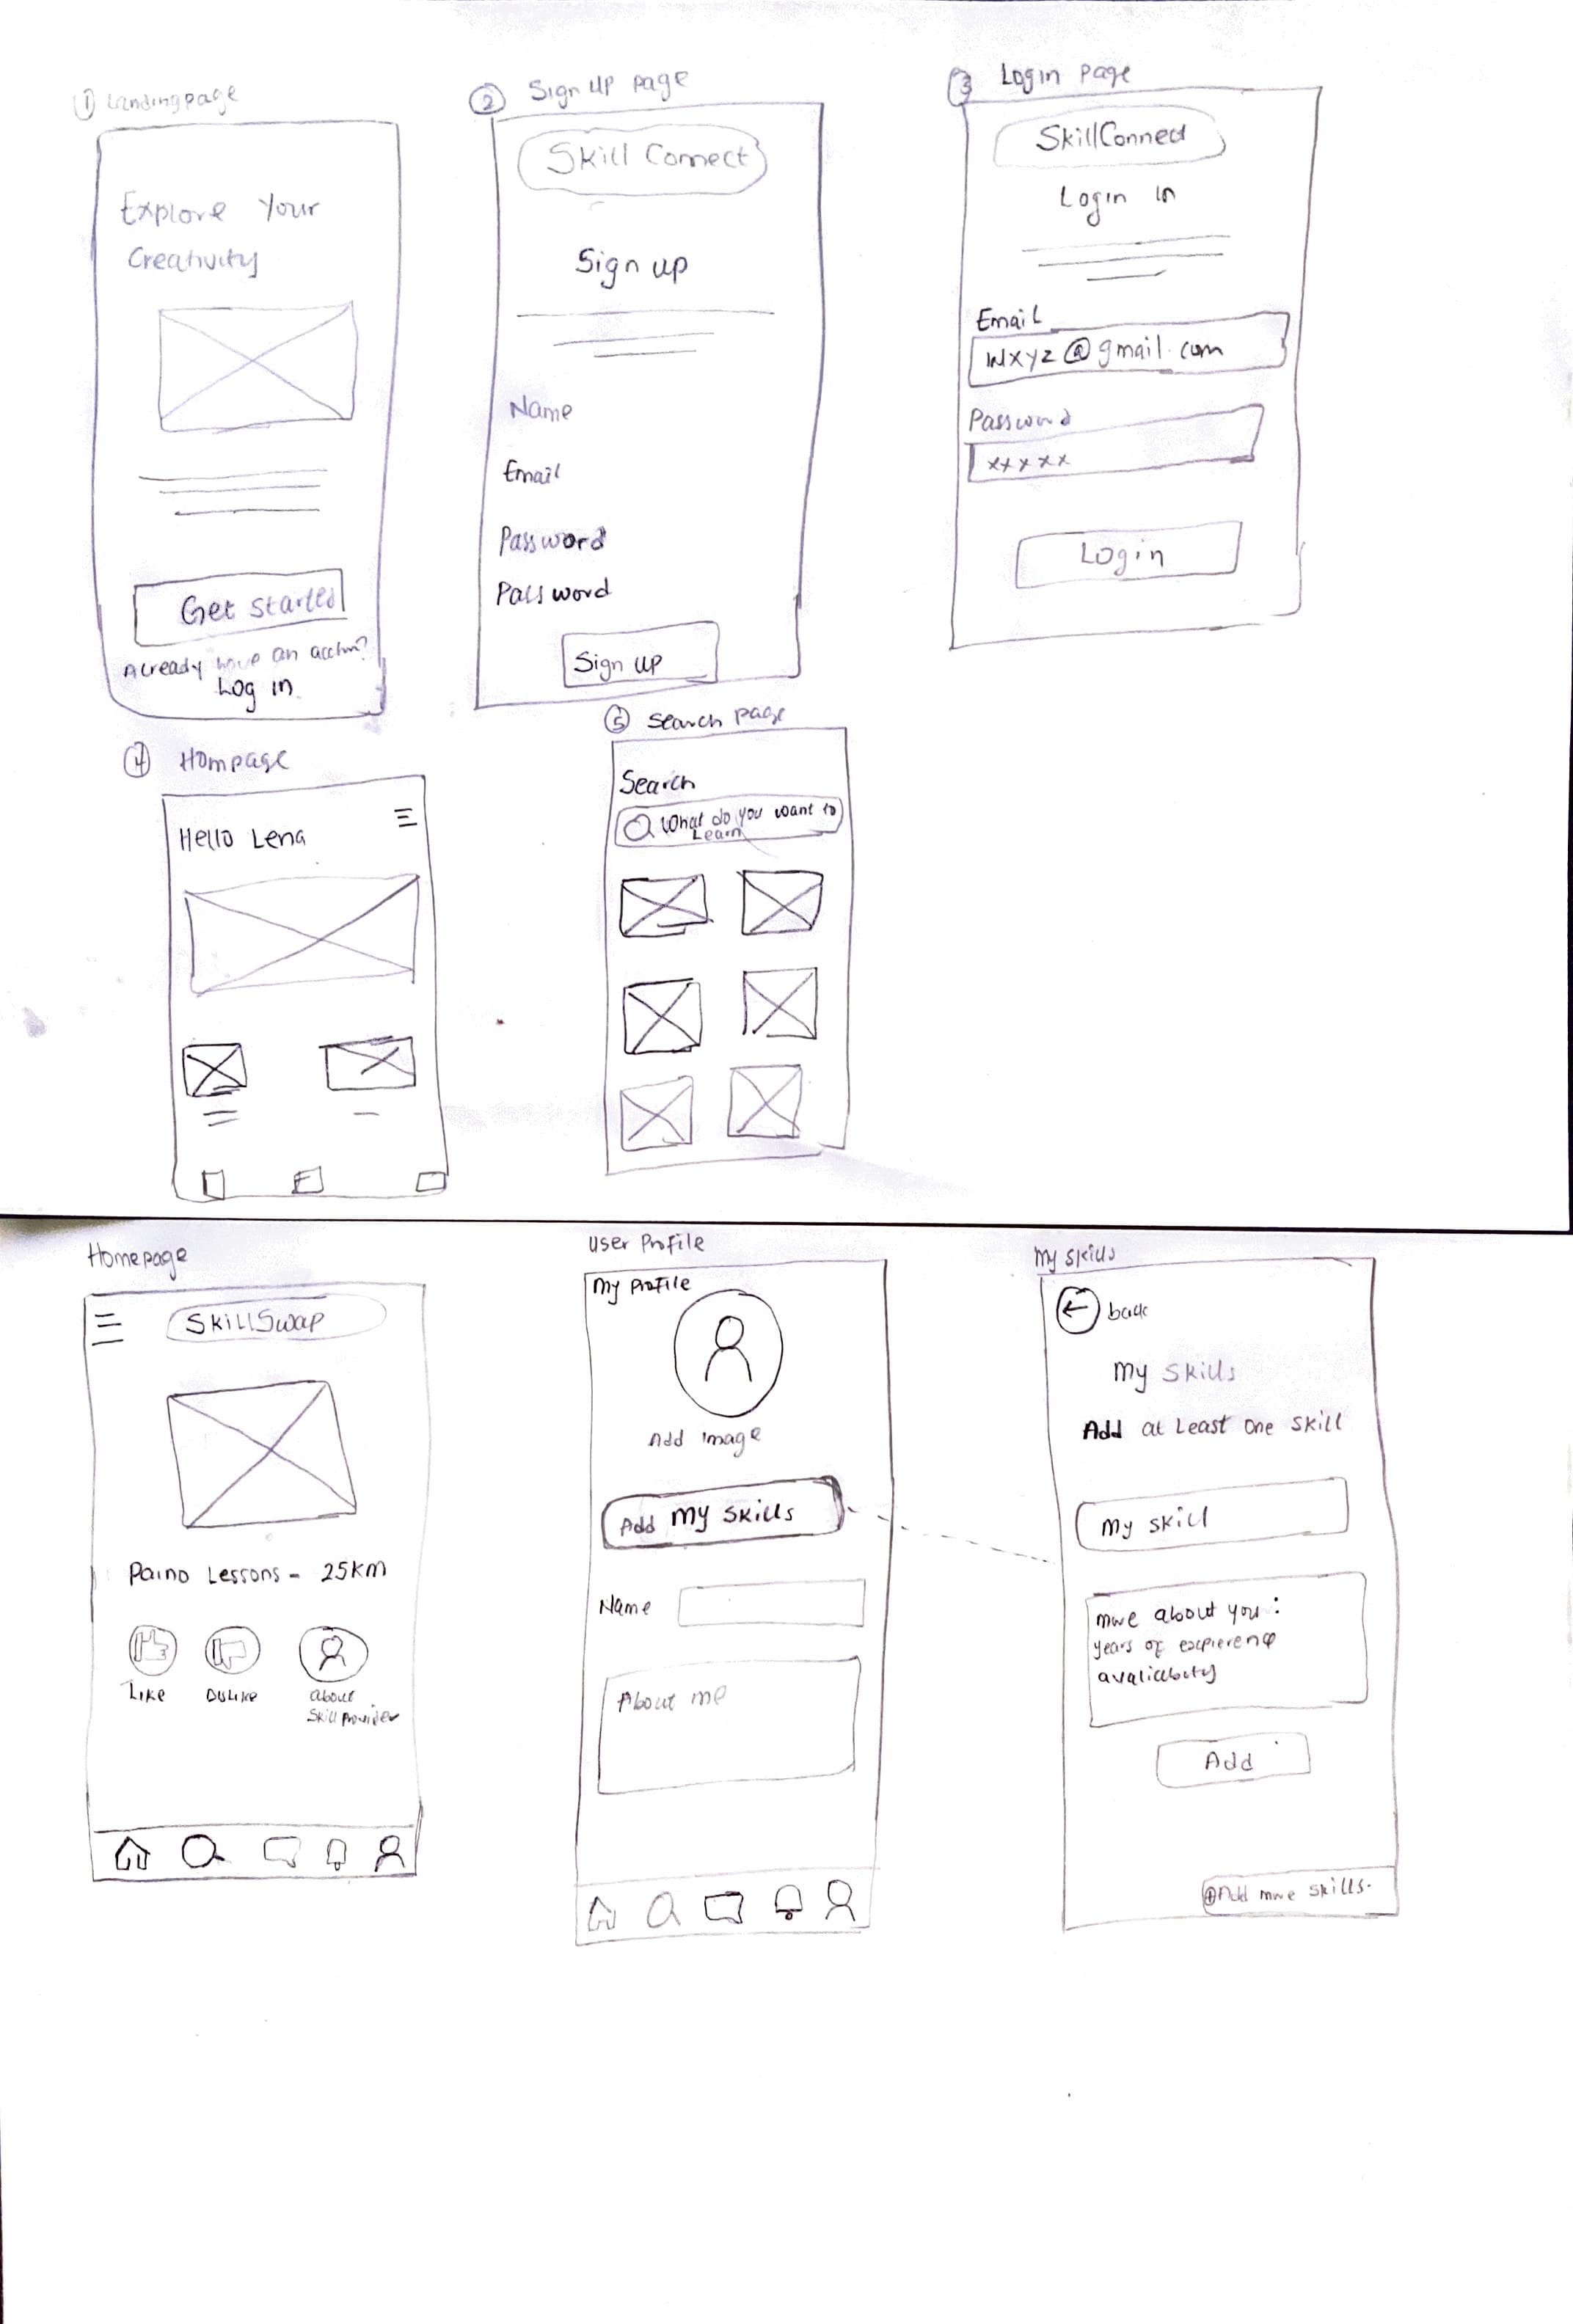 ① Landingpage
Explore Your
Creativity
Get started
Already have an
Log in
② Sign UP page
Skill Connect
Sign up
Name
Email
Password
Password
Sign up
3 Login page
SkillConnect
Login in
Email
wxyz@gmail.com
Password
xxxxx
Login
④ Hompage
Hello Lena
⑤ Search page
Search
What do you want to
Learn
Homepage
SkillSwap
Paino Lessons - 25km
Like
Dislike
about
Skill provider
User Profile
My Profile
Add image
Add my skills
Name
About me
My skills
back
My Skills
Add at Least one skill
My skill
more about you:
years of
Add
Add more skills.